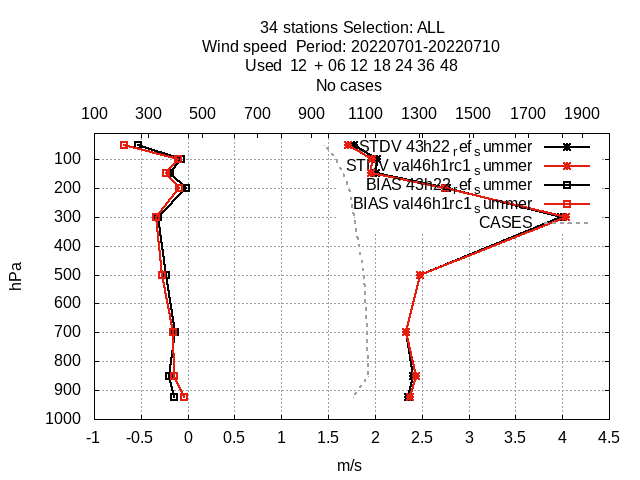 34 stations Selection: ALL
Wind speed  Period: 20220701-20220710
Used  12  + 06 12 18 24 36 48
No cases
100 300 500 700 900 1100 1300 1500 1700 1900
STDV 43h22_ref_summer
STDV val46h1rc1_summer
BIAS 43h22_ref_summer
BIAS val46h1rc1_summer
CASES
100
200
300
400
500
600
700
800
900
1000
hPa
-1 -0.5 0 0.5 1 1.5 2 2.5 3 3.5 4 4.5
m/s